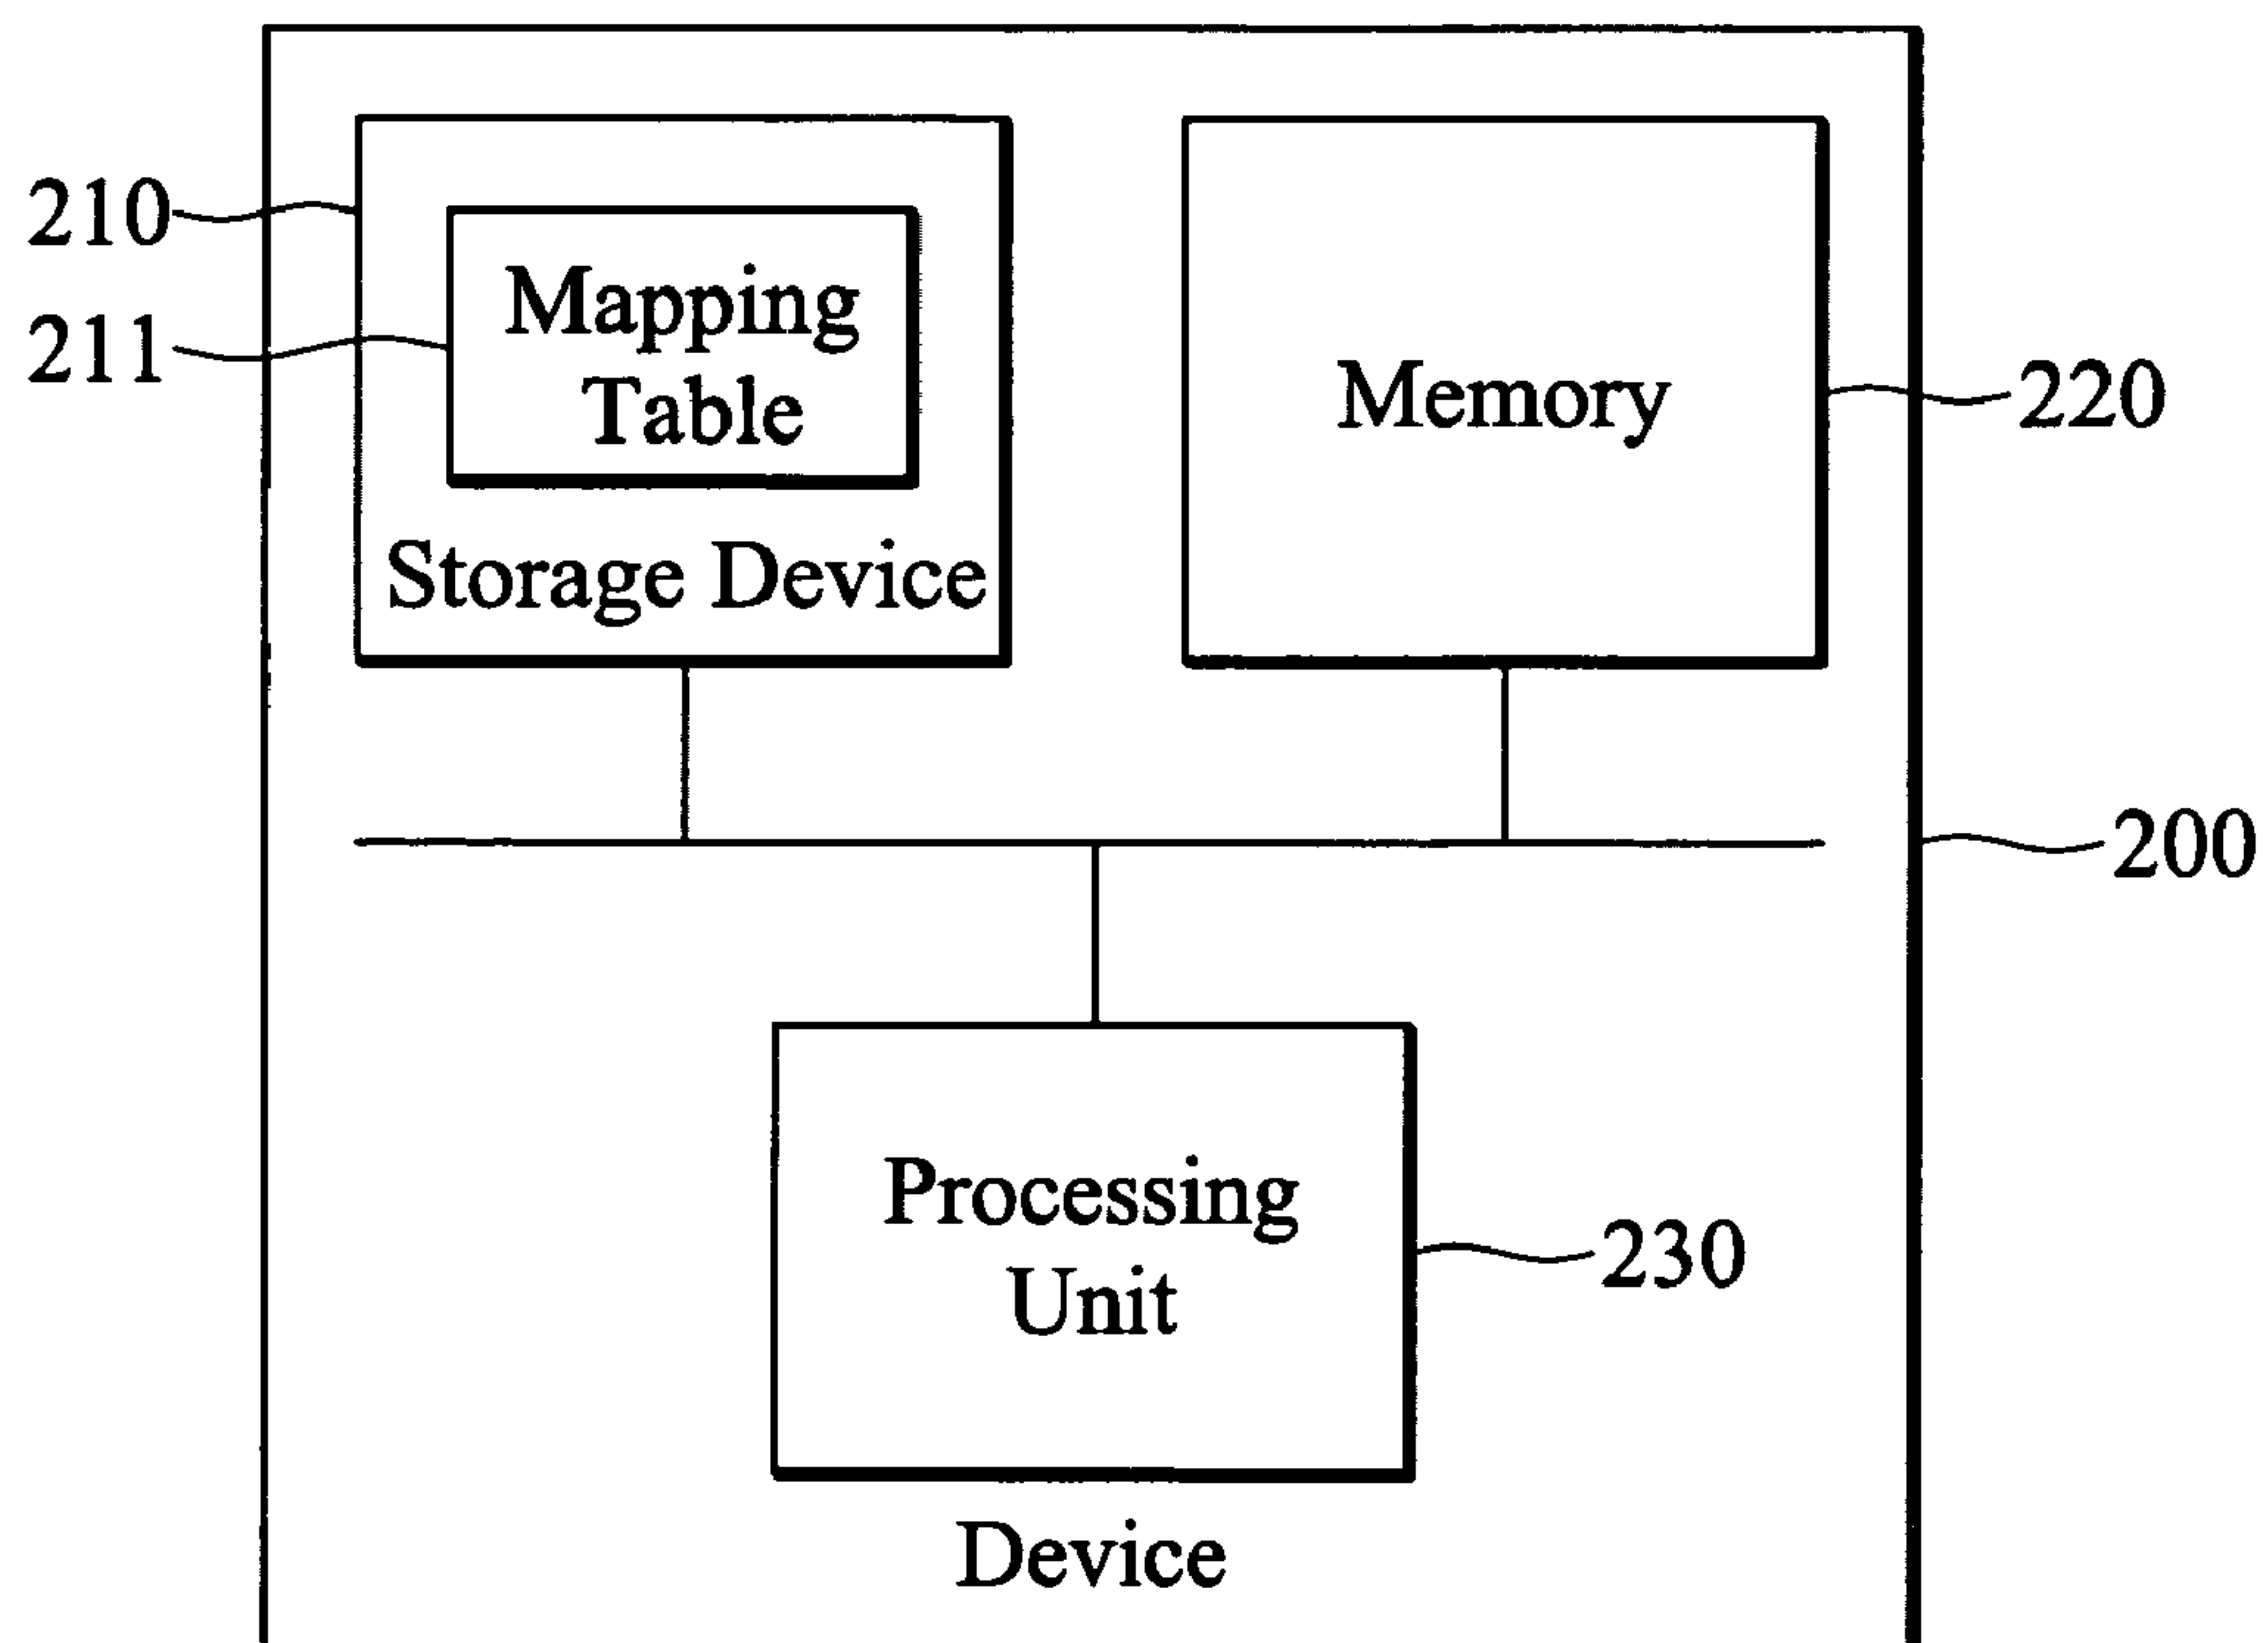 210
211
Mapping
Table
Storage Device
Memory
220
200
Processing
Unit
230
Device